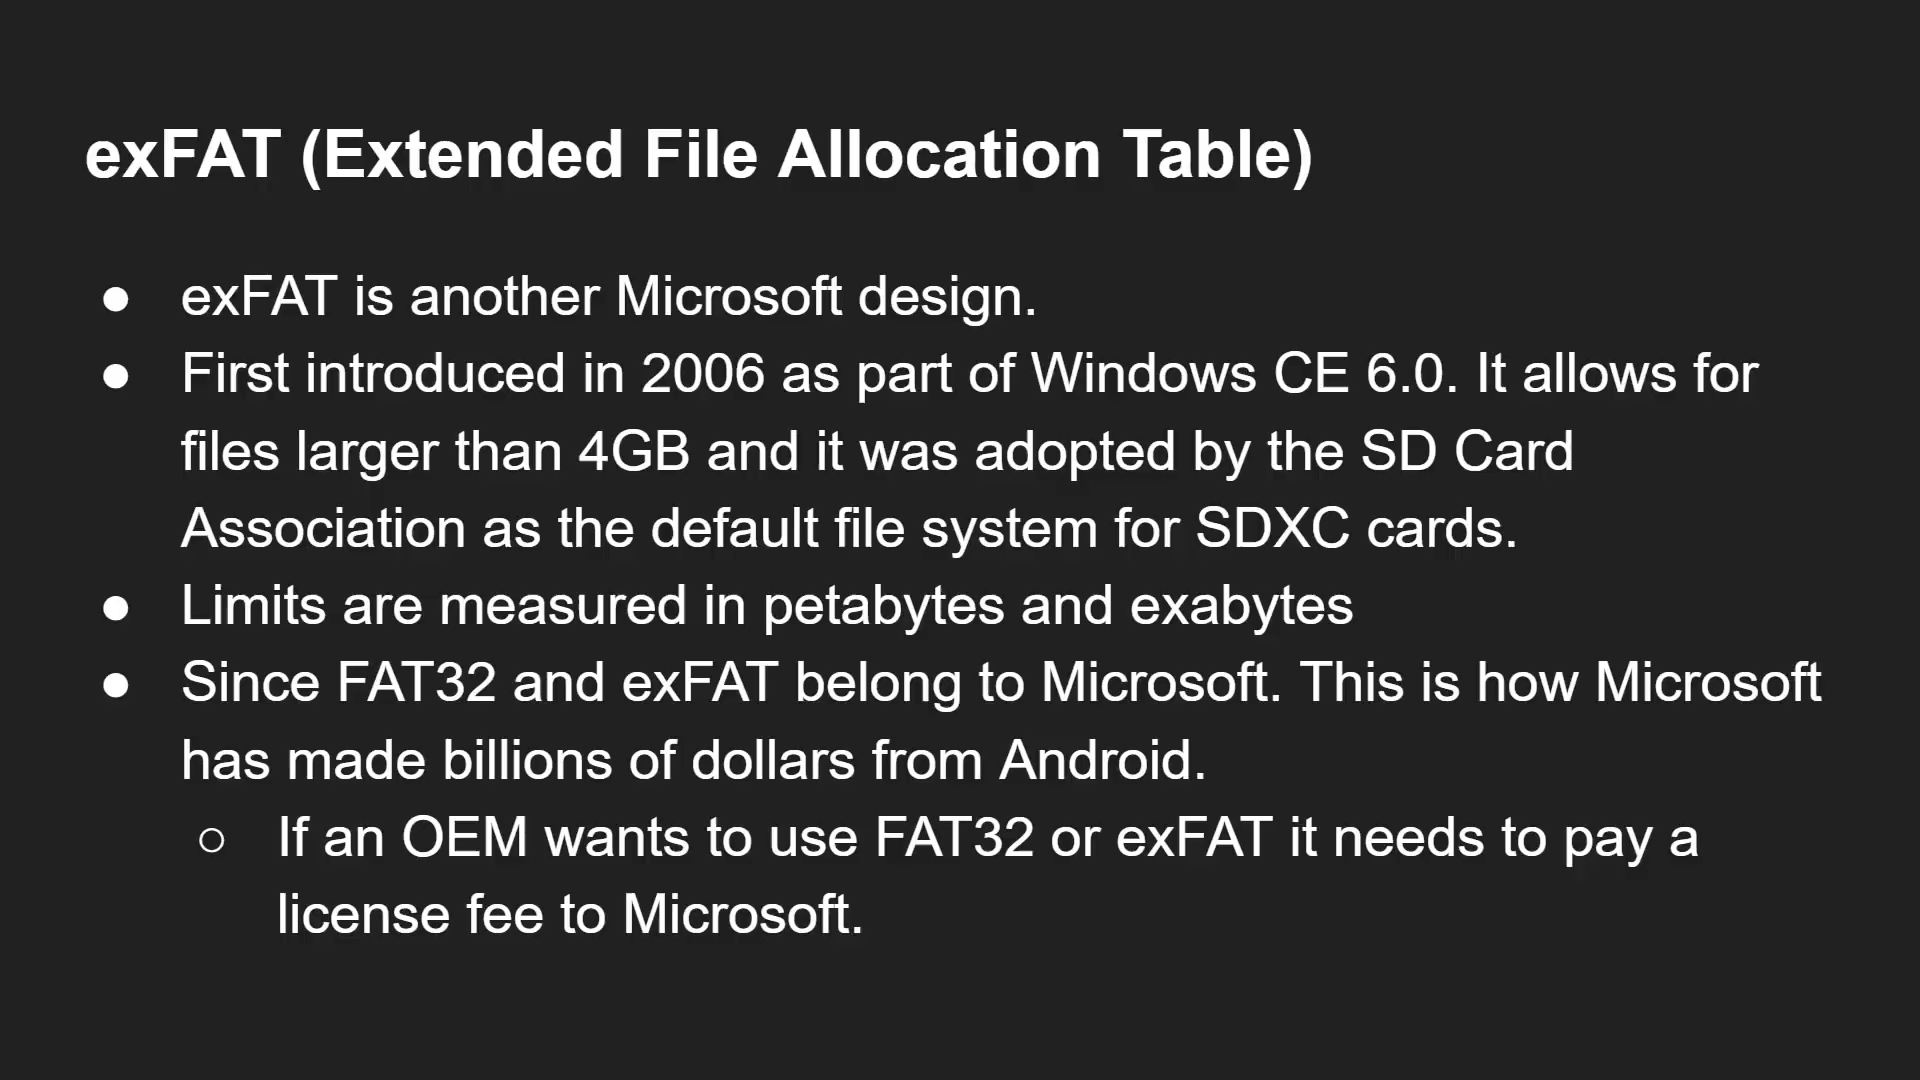 exFAT (Extended File Allocation Table)
● exFAT is another Microsoft design.
● First introduced in 2006 as part of Windows CE 6.0. It allows for
files larger than 4GB and it was adopted by the SD Card
Association as the default file system for SDXC cards.
● Limits are measured in petabytes and exabytes
● Since FAT32 and exFAT belong to Microsoft. This is how Microsoft
has made billions of dollars from Android.
○ If an OEM wants to use FAT32 or exFAT it needs to pay a
license fee to Microsoft.